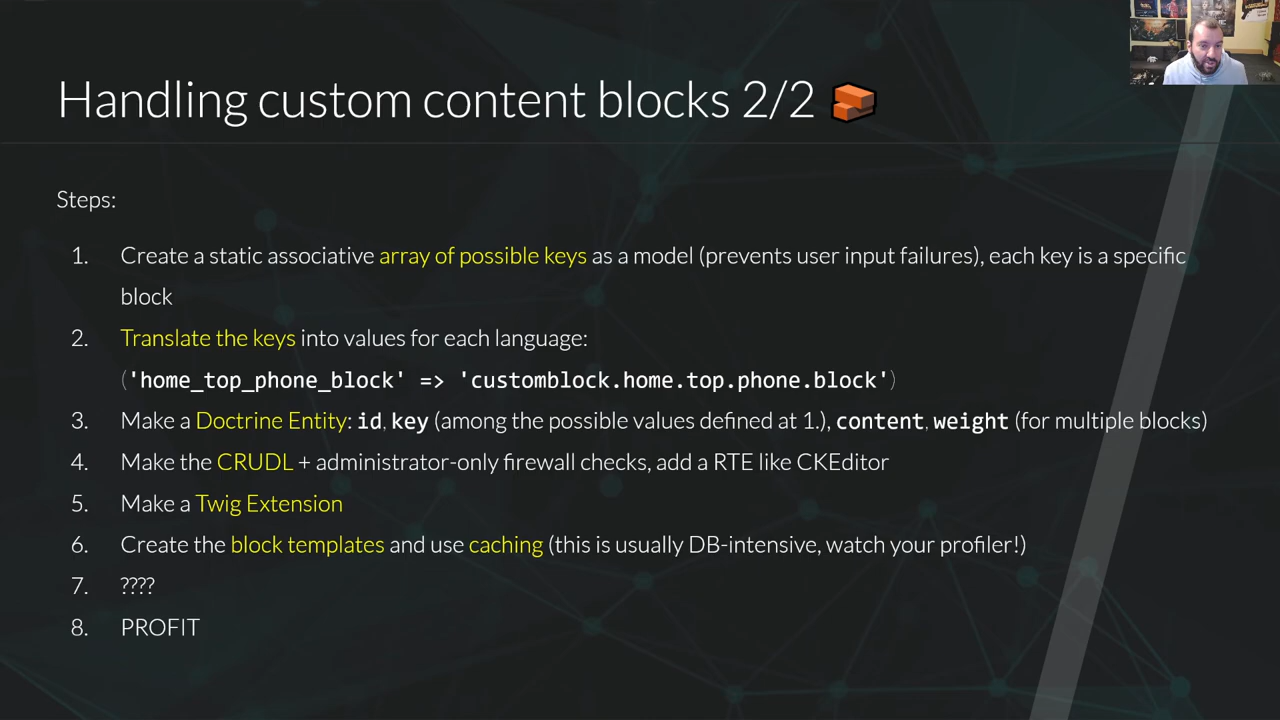 Handling custom content blocks 2/2
Steps:
1. Create a static associative array of possible keys as a model (prevents user input failures), each key is a specific
block
2. Translate the keys into values for each language:
('home_top_phone_block' => 'customblock.home.top.phone.block')
3. Make a Doctrine Entity: id, key (among the possible values defined at 1.), content, weight (for multiple blocks)
4. Make the CRUDL + administrator-only firewall checks, add a RTE like CKEditor
5. Make a Twig Extension
6. Create the block templates and use caching (this is usually DB-intensive, watch your profiler!)
7. ????
8. PROFIT